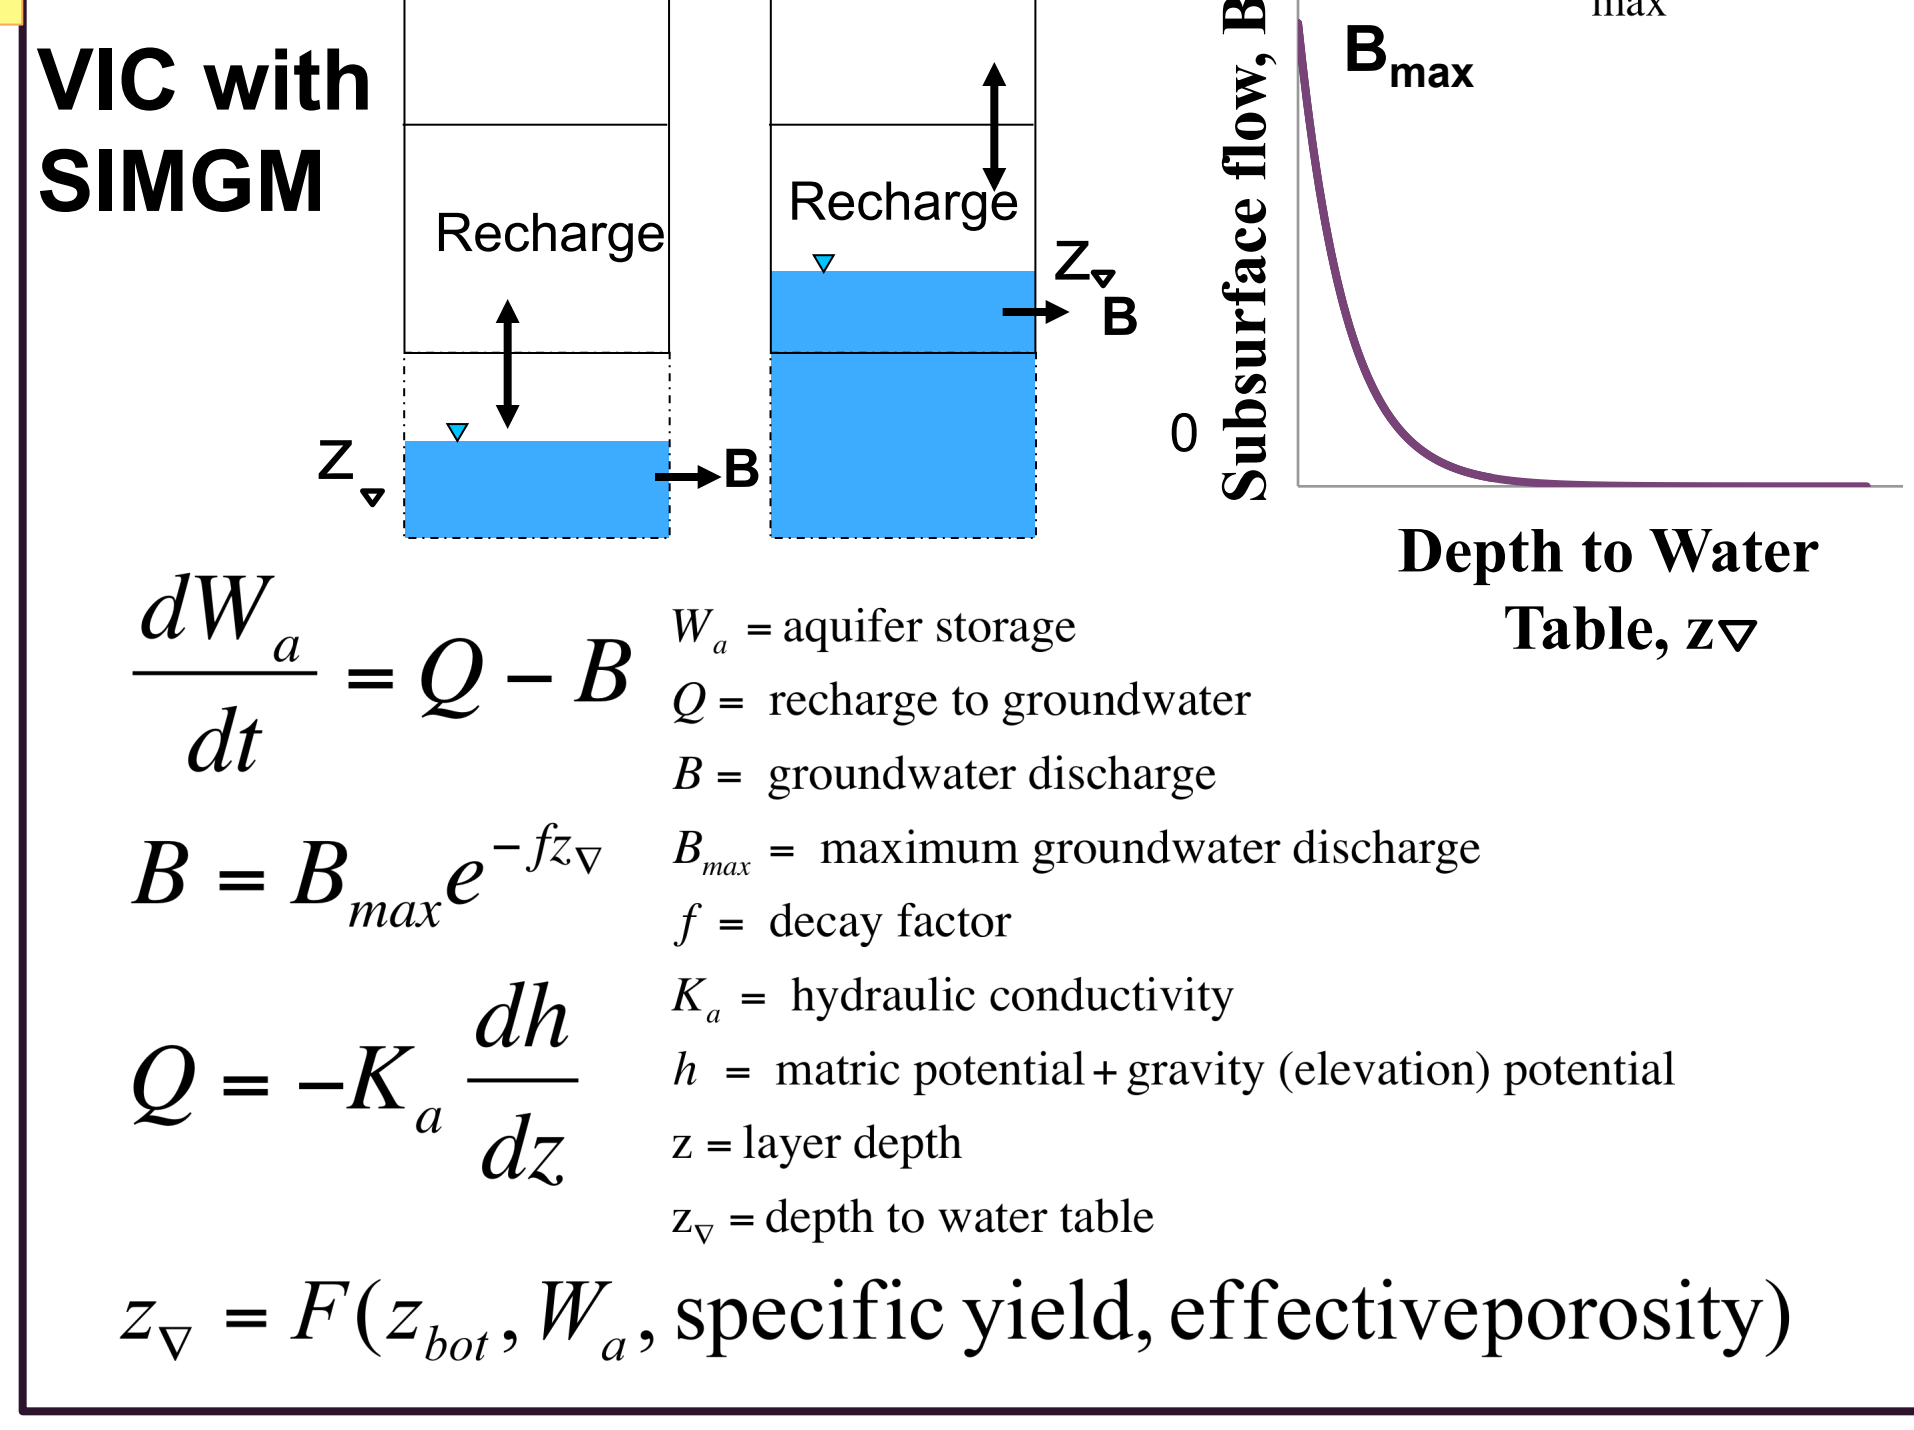 VIC with
SIMGM
Recharge
z∇
B
Recharge
z∇
B
max
Bmax
Subsurface flow, B
0
Depth to Water
Table, z∇
dWa/dt = Q − B
B = Bmax e^−fz∇
Q = −Ka dh/dz
Wa = aquifer storage
Q = recharge to groundwater
B = groundwater discharge
Bmax = maximum groundwater discharge
f = decay factor
Ka = hydraulic conductivity
h = matric potential + gravity (elevation) potential
z = layer depth
z∇ = depth to water table
z∇ = F(zbot, Wa, specific yield, effectiveporosity)